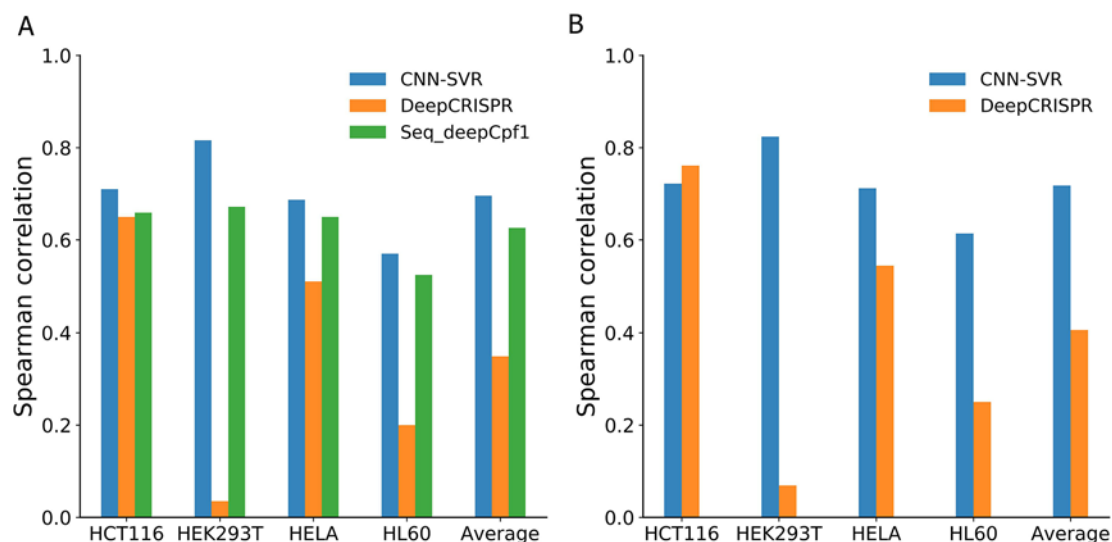 A
Spearman correlation
1.0
0.8
0.6
0.4
0.2
0.0
CNN-SVR
DeepCRISPR
Seq_deepCpf1
HCT116 HEK293T HELA HL60 Average
B
Spearman correlation
1.0
0.8
0.6
0.4
0.2
0.0
CNN-SVR
DeepCRISPR
HCT116 HEK293T HELA HL60 Average